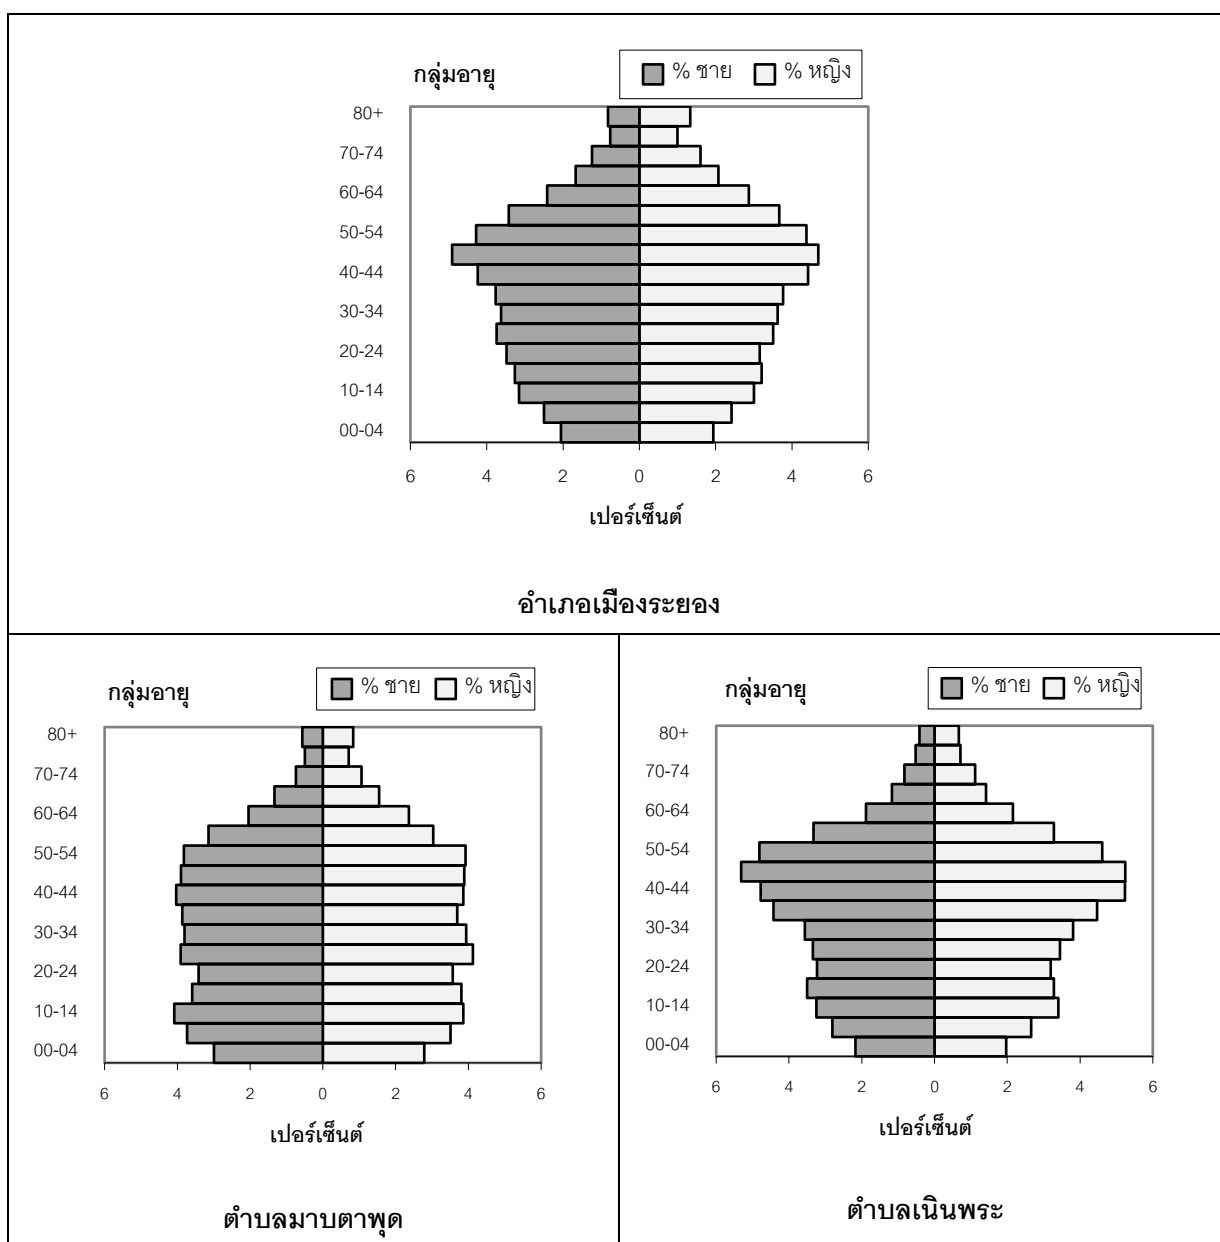 กลุ่มอายุ
% ชาย % หญิง
80+
70-74
60-64
50-54
40-44
30-34
20-24
10-14
00-04
6 4 2 0 2 4 6
เปอร์เซ็นต์
อำเภอเมืองระยอง
กลุ่มอายุ
% ชาย % หญิง
80+
70-74
60-64
50-54
40-44
30-34
20-24
10-14
00-04
6 4 2 0 2 4 6
เปอร์เซ็นต์
ตำบลมาบตาพุด
กลุ่มอายุ
% ชาย % หญิง
80+
70-74
60-64
50-54
40-44
30-34
20-24
10-14
00-04
6 4 2 0 2 4 6
เปอร์เซ็นต์
ตำบลเนินพระ